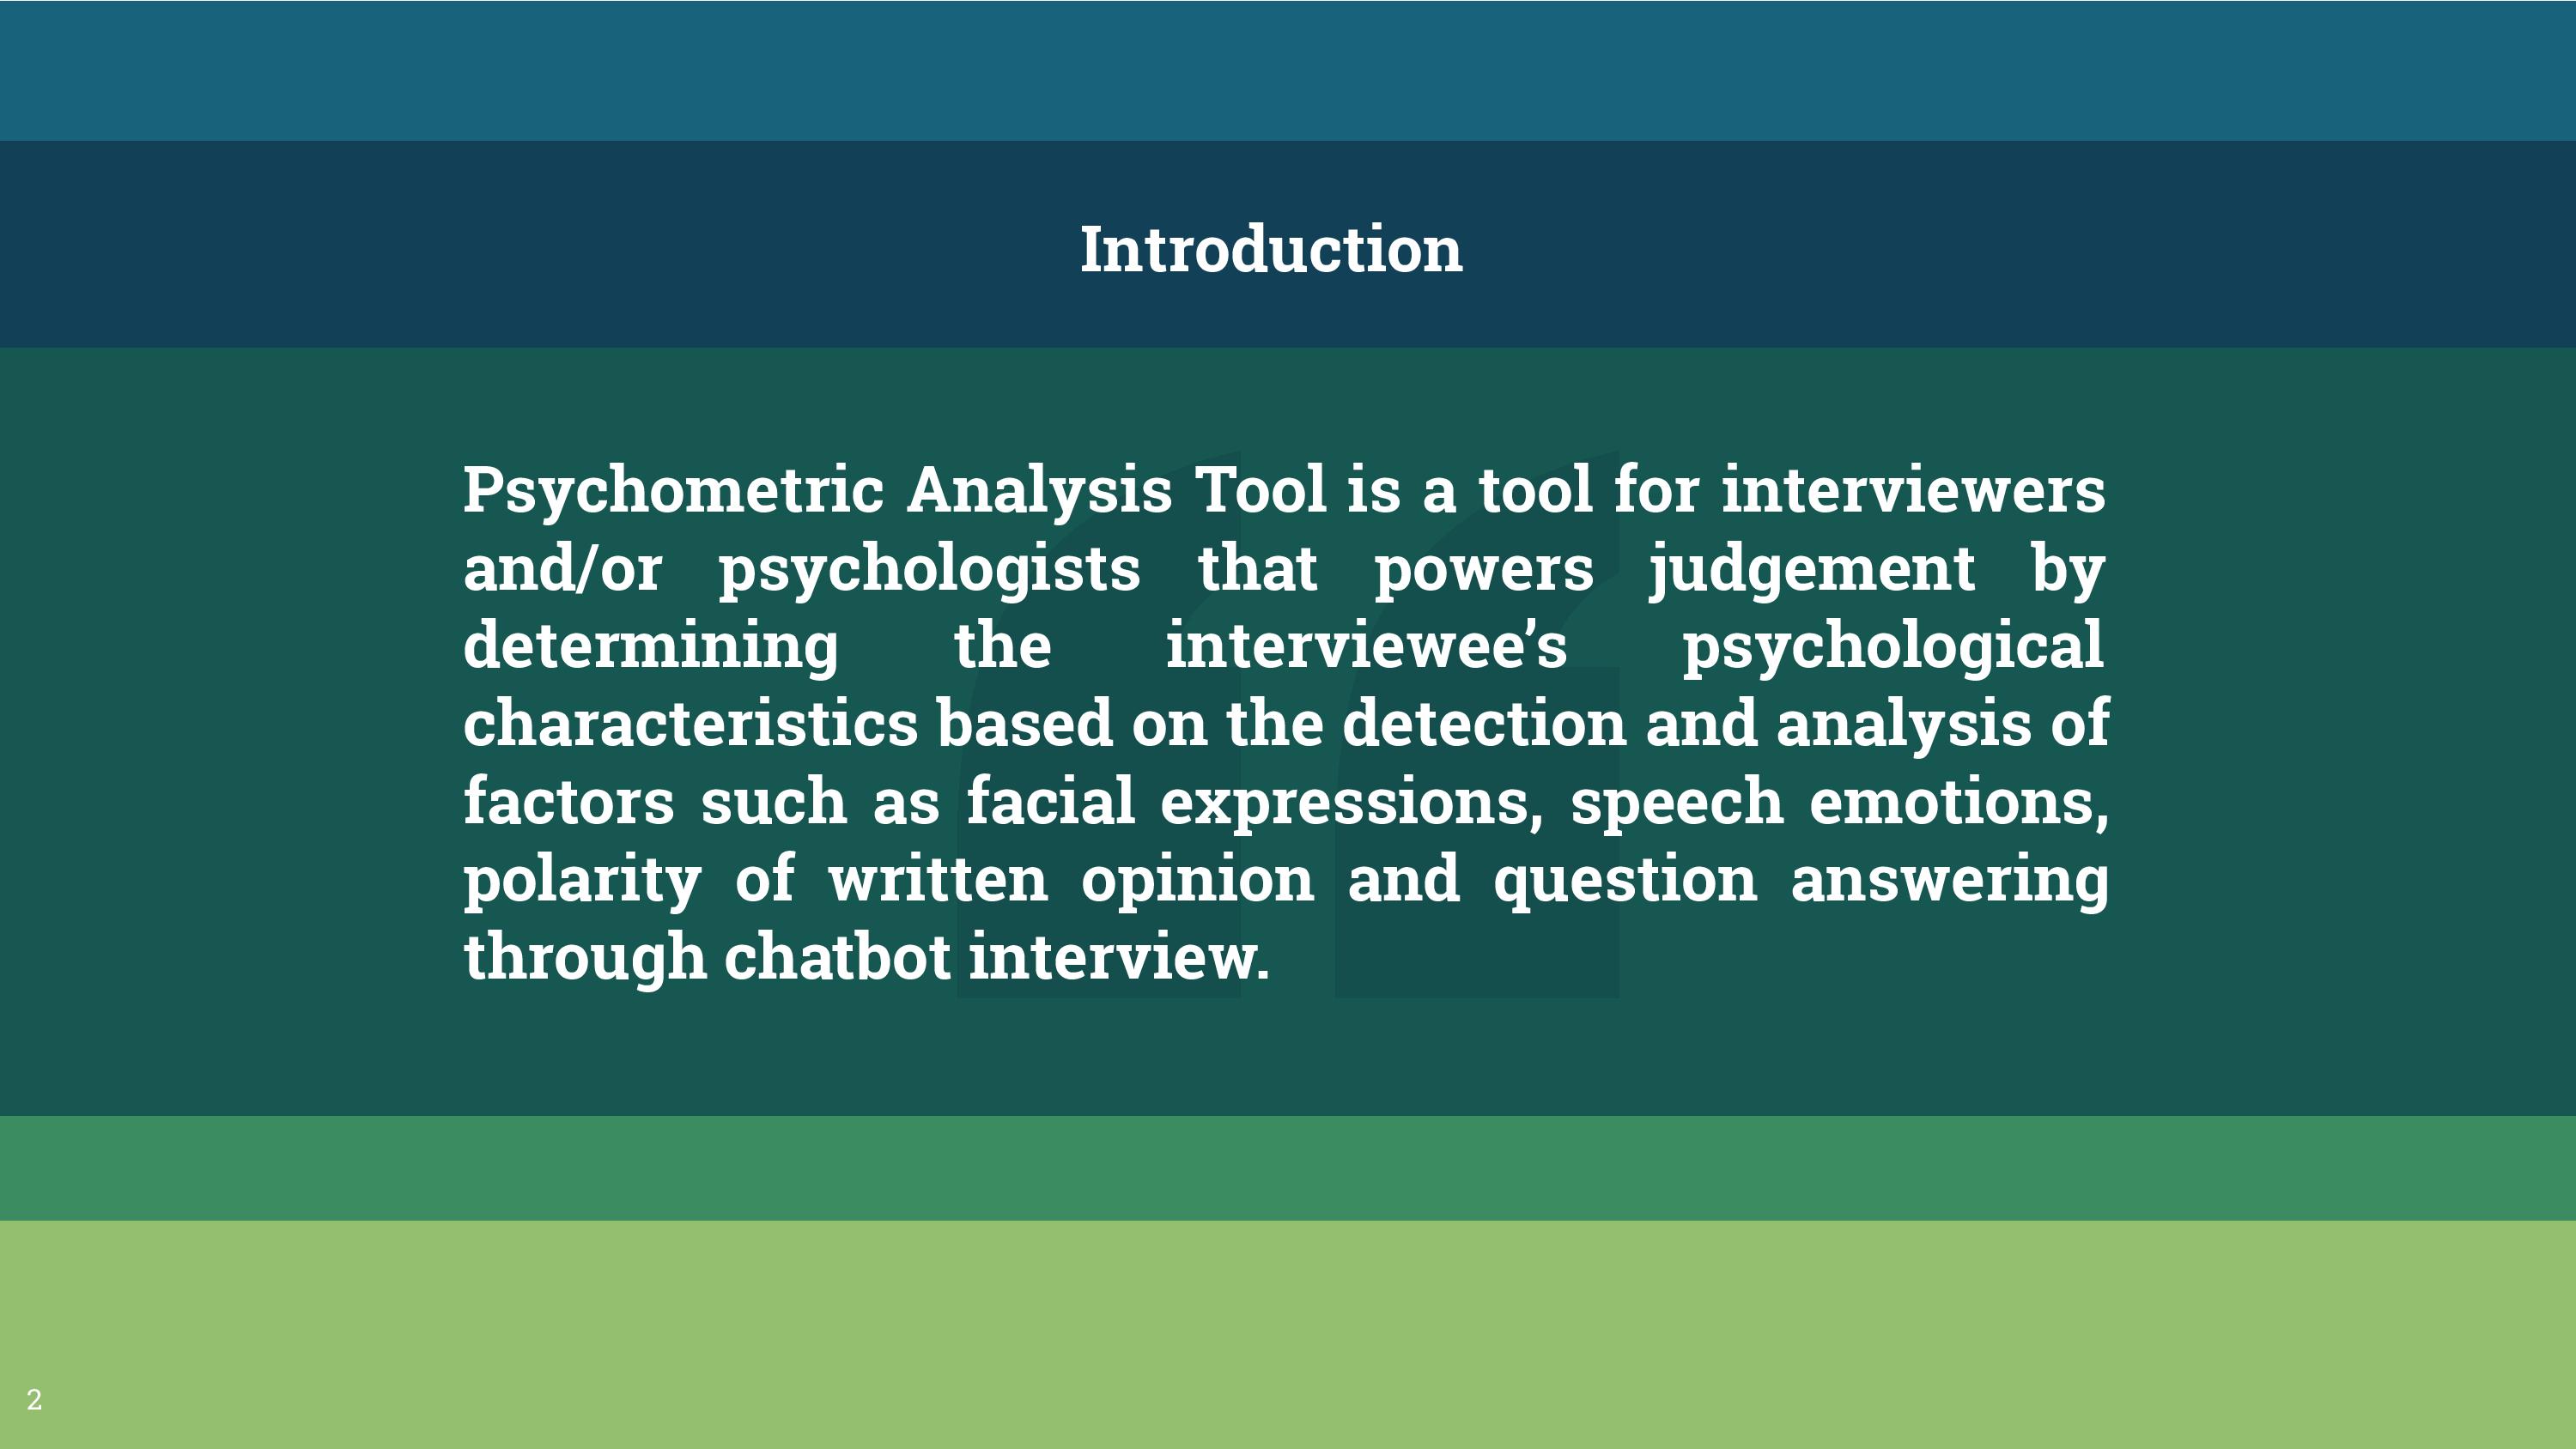 Introduction
Psychometric Analysis Tool is a tool for interviewers
and/or psychologists that powers judgement by
determining the interviewee’s psychological
characteristics based on the detection and analysis of
factors such as facial expressions, speech emotions,
polarity of written opinion and question answering
through chatbot interview.
2